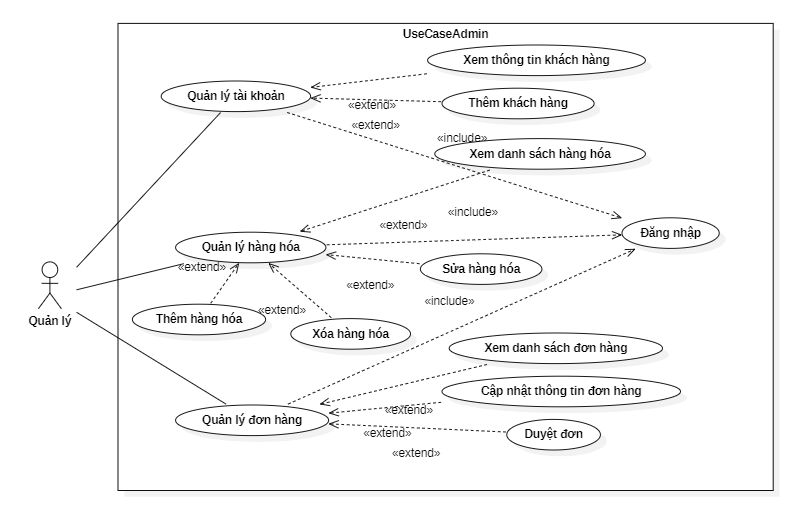 UseCaseAdmin
Xem thông tin khách hàng
Quản lý tài khoản
«extend»
Thêm khách hàng
«extend»
«include»
Xem danh sách hàng hóa
«include»
«extend»
Đăng nhập
Quản lý hàng hóa
«extend»
Sửa hàng hóa
«extend»
«extend»
«include»
Thêm hàng hóa
Xóa hàng hóa
Quản lý
Xem danh sách đơn hàng
Cập nhật thông tin đơn hàng
«extend»
Quản lý đơn hàng
«extend»
Duyệt đơn
«extend»